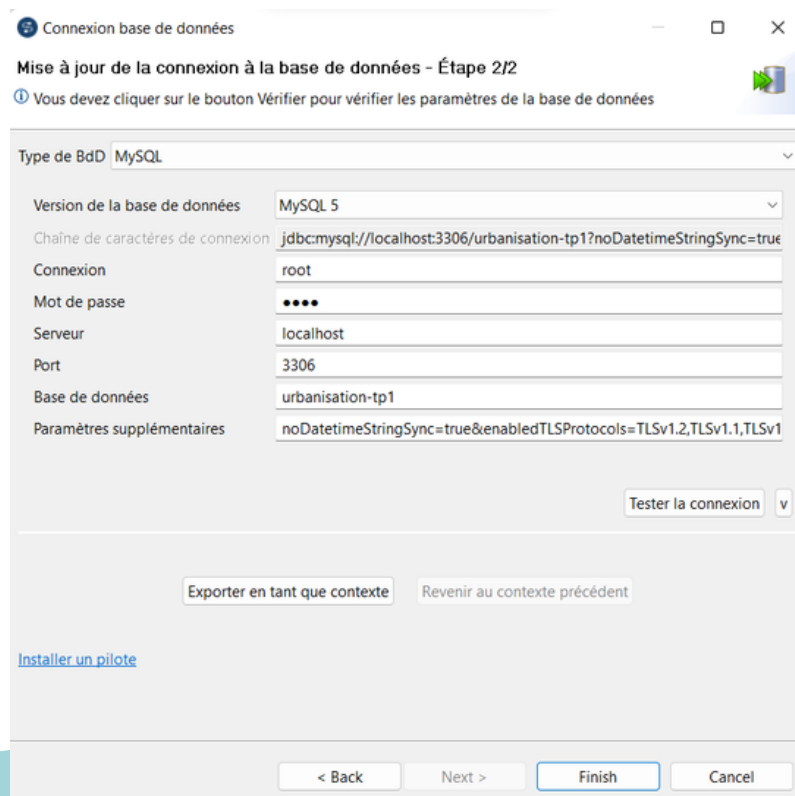 Connexion base de données
Mise à jour de la connexion à la base de données - Étape 2/2
Vous devez cliquer sur le bouton Vérifier pour vérifier les paramètres de la base de données
Type de BdD MySQL
Version de la base de données MySQL 5
Chaîne de caractéres de connexion jdbc:mysql://localhost:3306/urbanisation-tp1?noDatetimeStringSync=true
Connexion root
Mot de passe ••••
Serveur localhost
Port 3306
Base de données urbanisation-tp1
Paramètres supplémentaires noDatetimeStringSync=true&enabledTLSProtocols=TLSv1.2,TLSv1.1,TLSv1
Tester la connexion v
Exporter en tant que contexte Revenir au contexte précédent
Installer un pilote
< Back Next > Finish Cancel